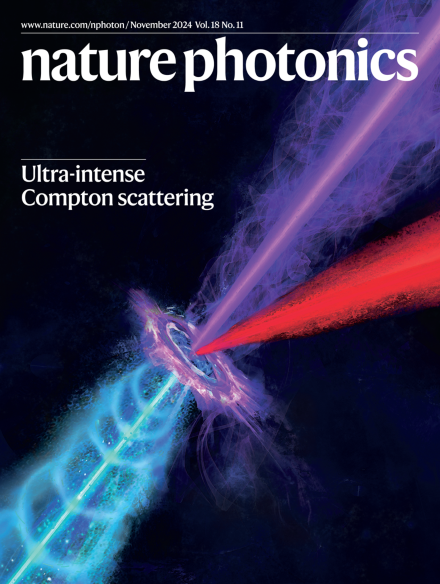 www.nature.com/nphoton / November 2024 Vol. 18 No. 11
nature photonics
Ultra-intense
Compton scattering